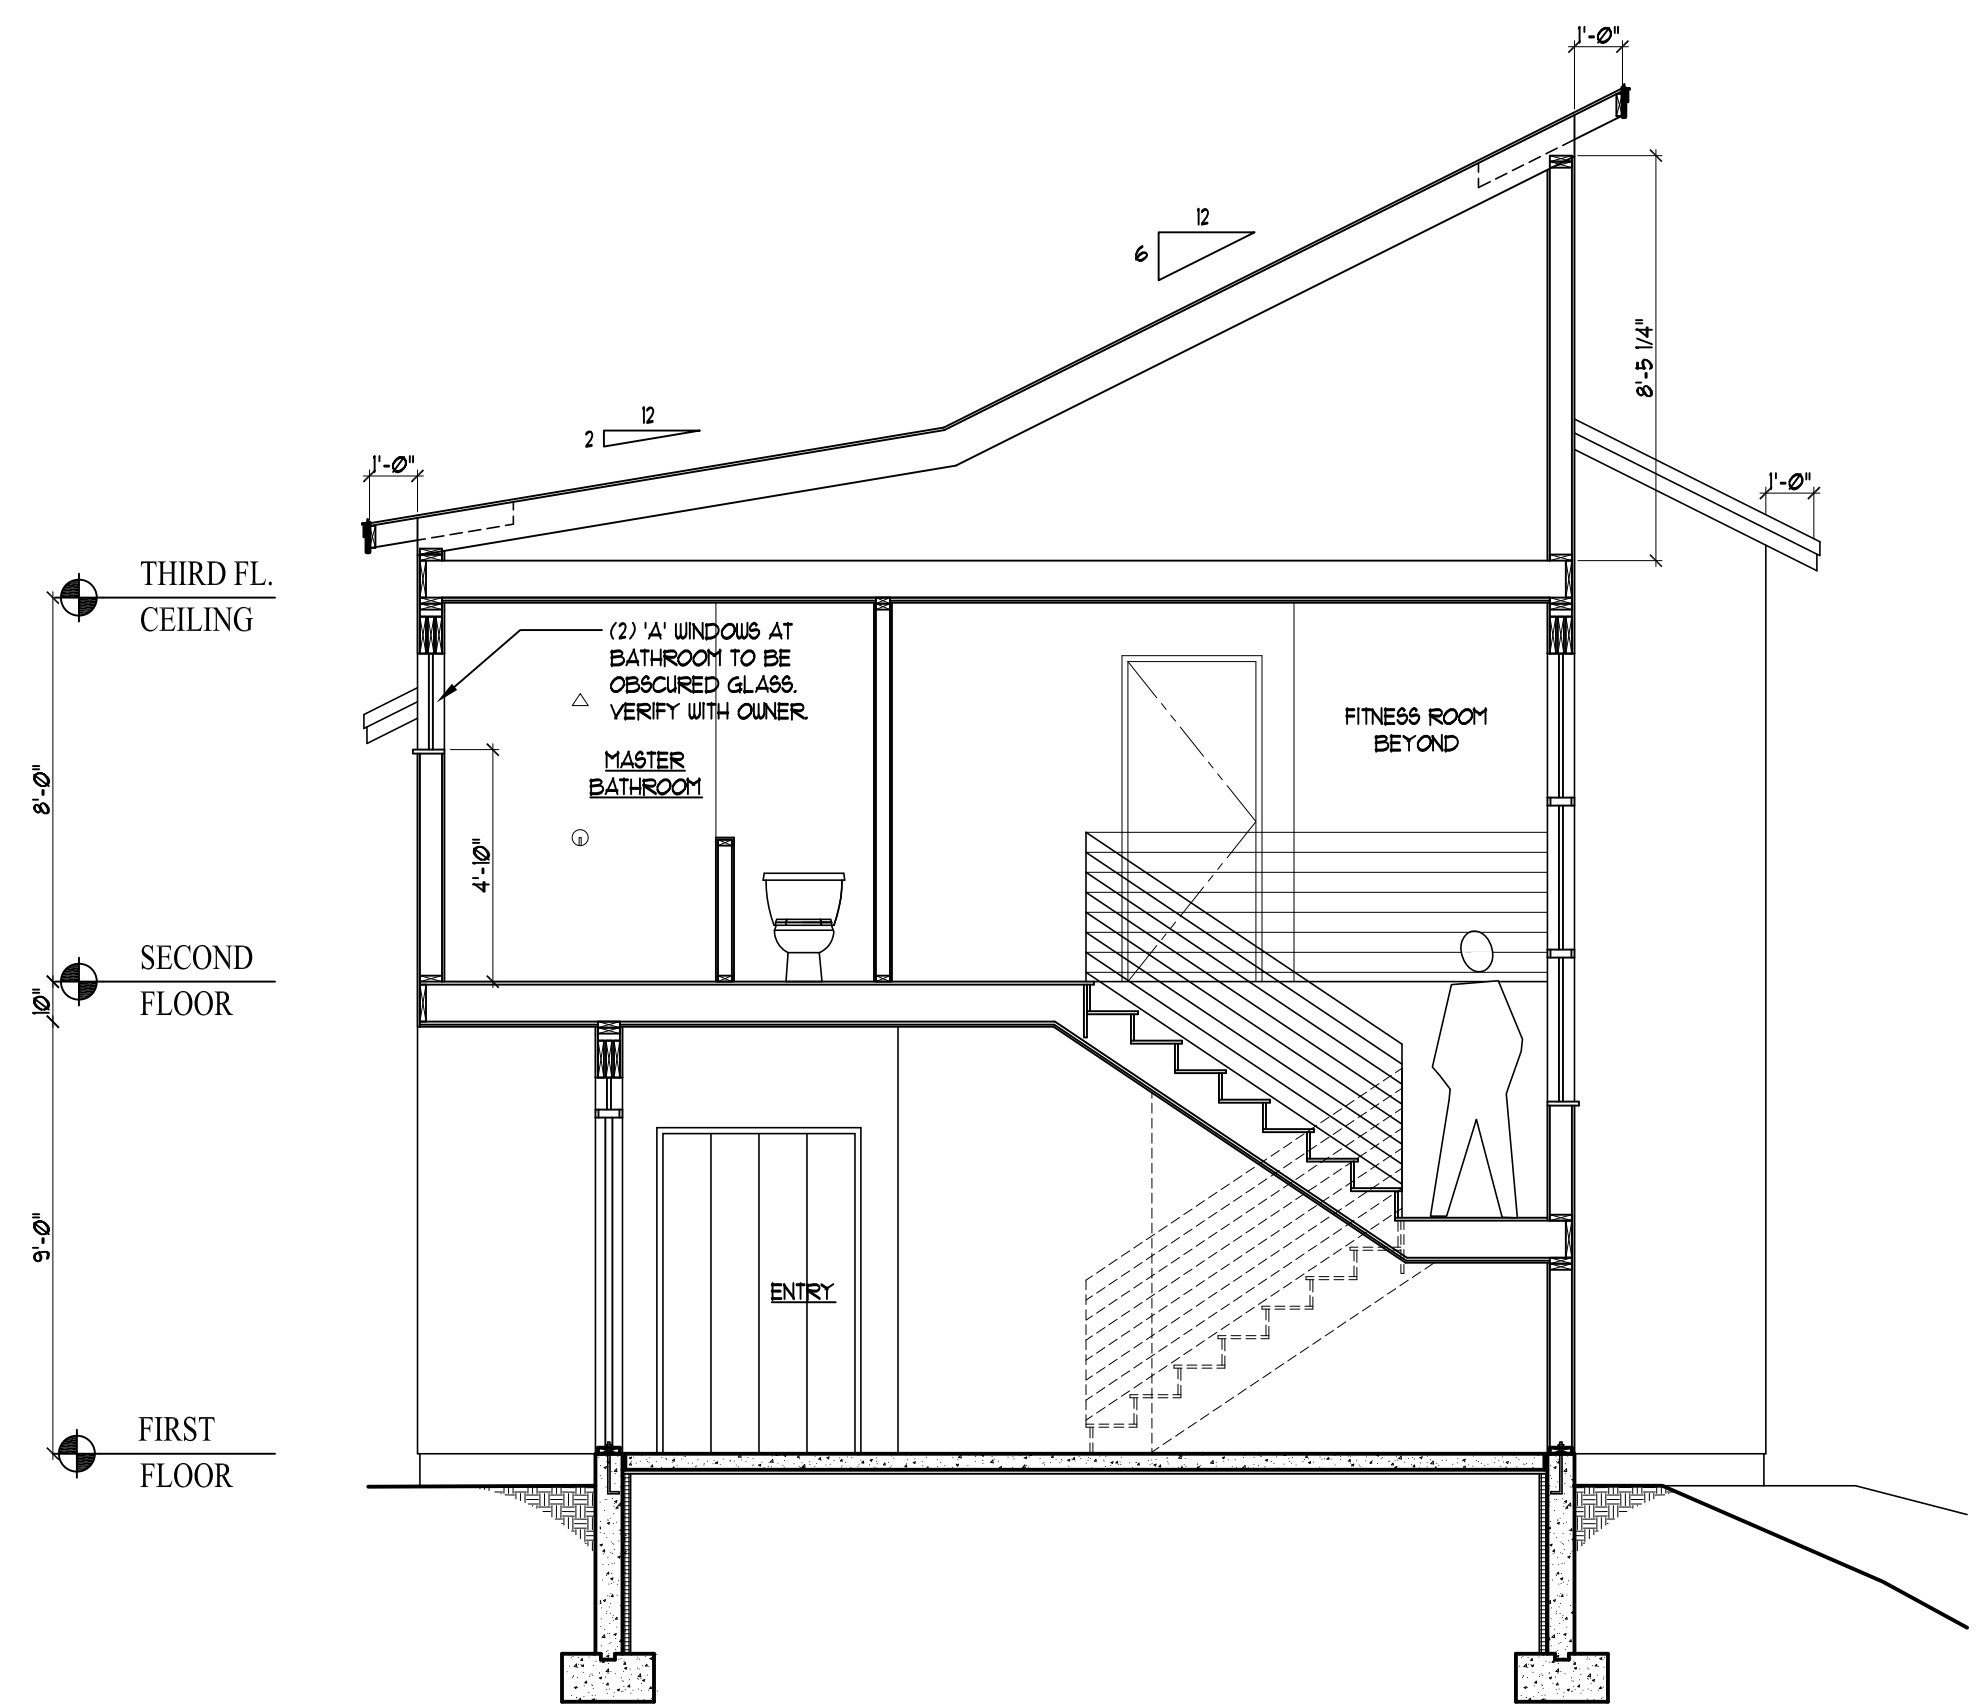 1'-0"
12
6
8'-5 1/4"
12
2
1'-0"
1'-0"
THIRD FL.
CEILING
(2) 'A' WINDOWS AT
BATHROOM TO BE
OBSCURED GLASS.
VERIFY WITH OWNER.
MASTER
BATHROOM
FITNESS ROOM
BEYOND
8'-0"
4'-10"
SECOND
FLOOR
10"
9'-0"
ENTRY
FIRST
FLOOR